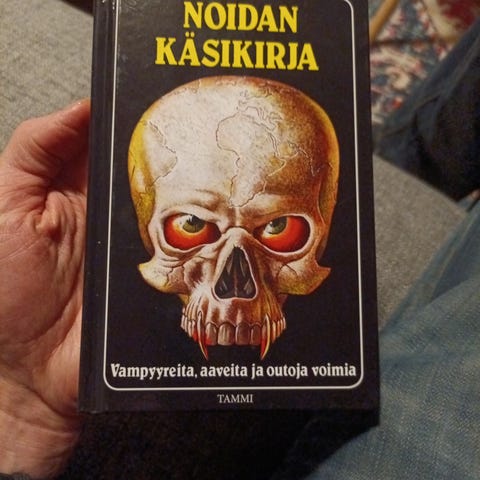 NOIDAN
KÄSIKIRJA
Vampyyreita, aaveita ja outoja voimia
TAMMI